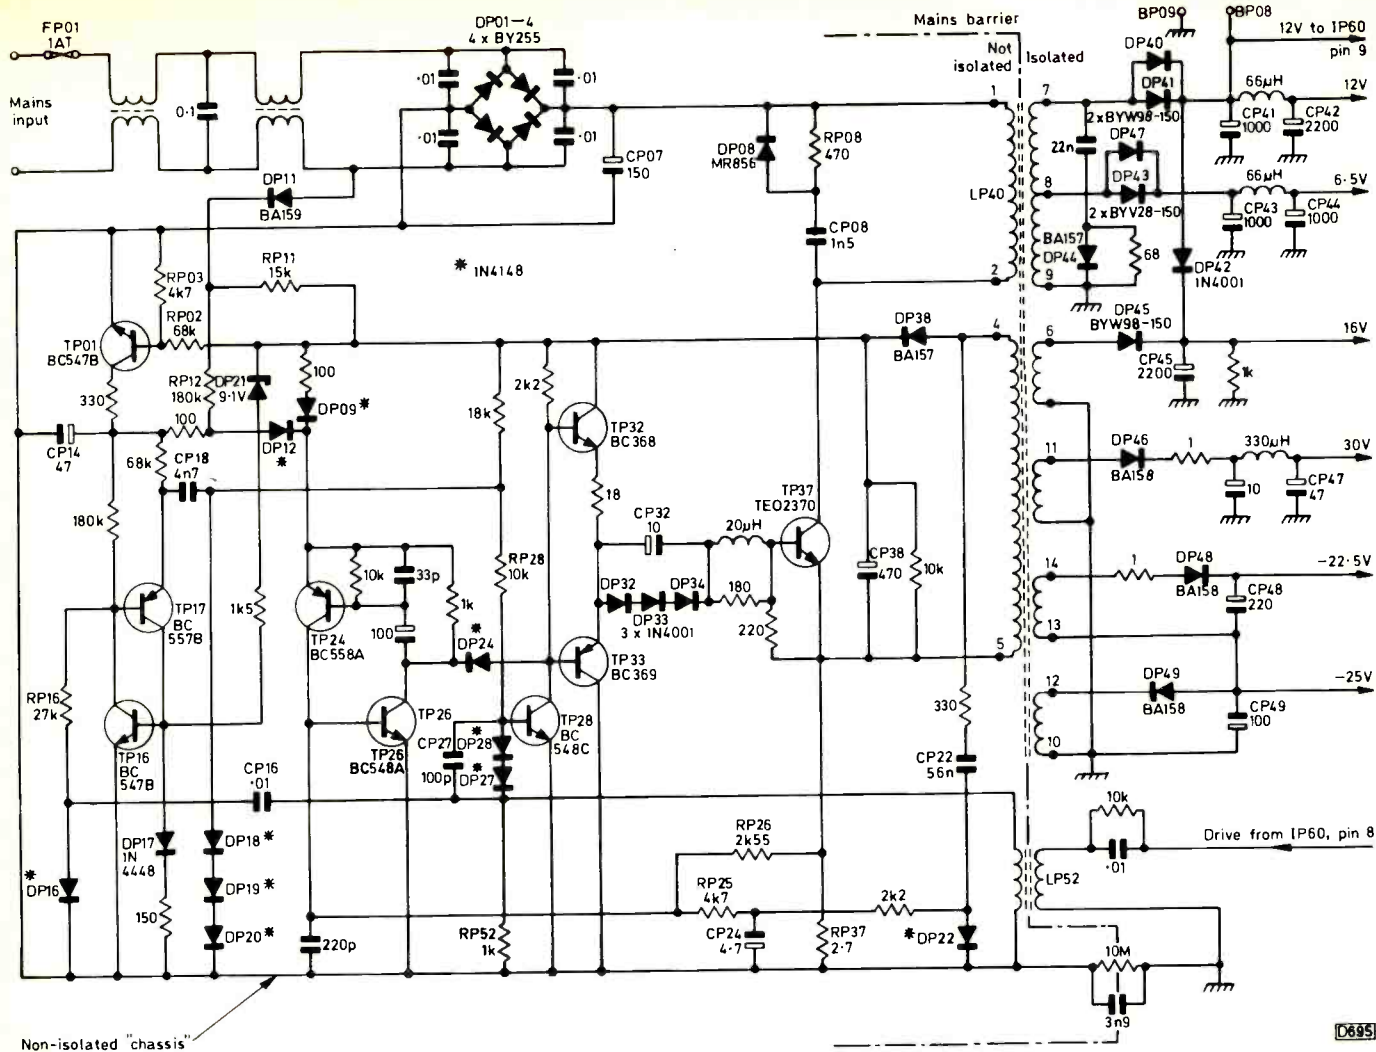 FP01
1AT
Mains
input
0·1
DP01–4
4 x BY255
·01
·01
·01
·01
CP07
150
DP11
BA159
Mains barrier
Not
isolated
Isolated
BP09
BP08
12V to IP60
pin 9
DP40
DP41
2xBYW98-150
66µH
12V
CP41
1000
CP42
2200
22n
DP47
DP43
2xBYV28-150
66µH
6·5V
CP43
1000
CP44
1000
DP08
MR856
RP08
470
CP08
1n5
1
2
LP40
7
8
9
BA157
DP44
68
DP42
1N4001
* 1N4148
RP03
4k7
RP11
15k
RP02
68k
TP01
BC547B
330
RP12
180k
DP21
9·1V
100
DP09*
2k2
18k
TP32
BC368
DP38
BA157
4
6
DP45
BYW98-150
16V
CP45
2200
1k
CP14
47
100
DP12
*
68k
CP18
4n7
180k
18
CP32
10
20µH
TP37
TEO2370
11
DP46
BA158
1
330µH
30V
10
CP47
47
RP28
10k
10k
33p
1k
CP38
470
10k
TP17
BC
557B
1k5
TP24
BC558A
100
*
DP24
DP32
DP33
DP34
3 x 1N4001
180
220
TP33
BC369
5
14
1
DP48
BA158
-22·5V
CP48
220
13
RP16
27k
TP16
BC
547B
TP26
TP26
BC548A
CP27
100p
*
DP28
*
DP27
TP28
BC
548C
330
CP22
56n
12
DP49
BA158
-25V
CP49
100
10
CP16
·01
*
DP16
DP17
1N
4448
DP18*
DP19*
DP20*
150
220p
RP52
1k
RP26
2k55
RP25
4k7
2k2
CP24
4·7
RP37
2·7
*DP22
LP52
10k
·01
Drive from IP60, pin 8
10M
3n9
Non-isolated "chassis"
D695